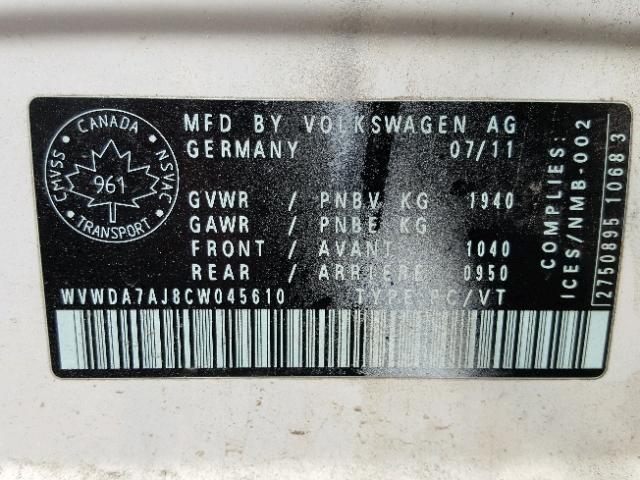 CANADA
CMVSS
NSVAC
961
TRANSPORT
MFD BY VOLKSWAGEN AG
GERMANY 07/11
GVWR / PNBV KG 1940
GAWR / PNBE KG
FRONT / AVANT 1040
REAR / ARRIERE 0950
WVWDA7AJ8CW045610 TYPE:PC/VT
COMPLIES:
ICES/NMB-002
2750895 10683